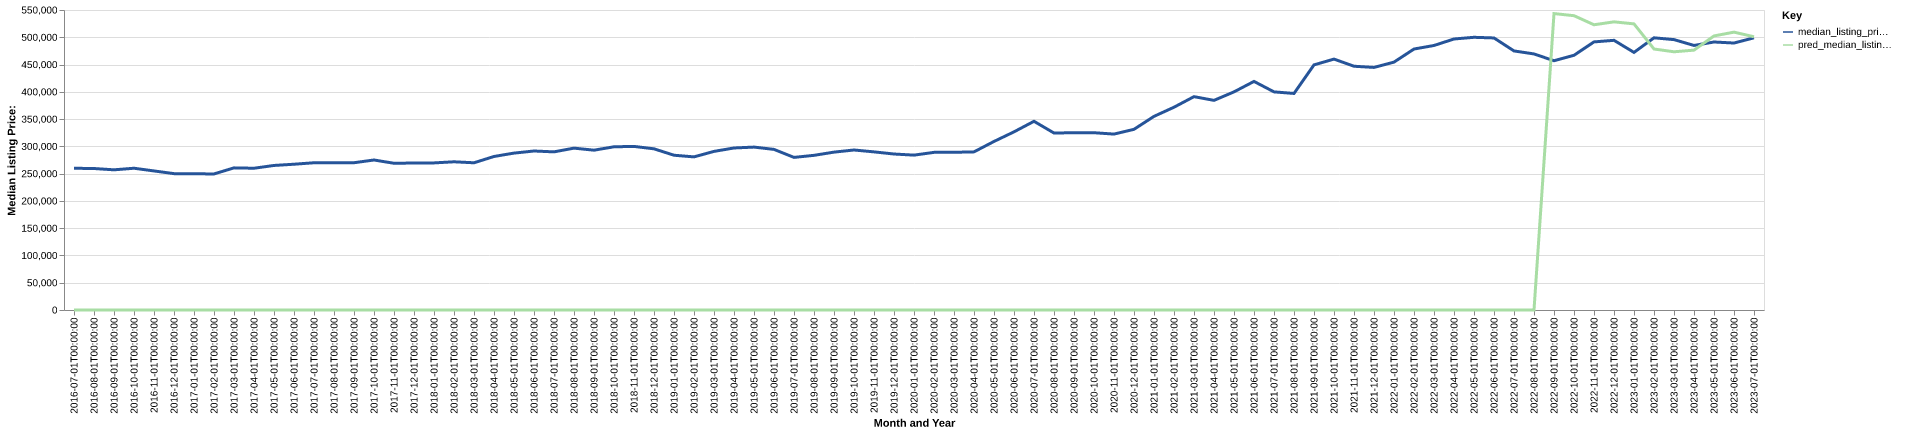 550,000
500,000
450,000
400,000
350,000
300,000
250,000
200,000
150,000
100,000
50,000
0
Median Listing Price:
2016-07-01T00:00:00
2016-08-01T00:00:00
2016-09-01T00:00:00
2016-10-01T00:00:00
2016-11-01T00:00:00
2016-12-01T00:00:00
2017-01-01T00:00:00
2017-02-01T00:00:00
2017-03-01T00:00:00
2017-04-01T00:00:00
2017-05-01T00:00:00
2017-06-01T00:00:00
2017-07-01T00:00:00
2017-08-01T00:00:00
2017-09-01T00:00:00
2017-10-01T00:00:00
2017-11-01T00:00:00
2017-12-01T00:00:00
2018-01-01T00:00:00
2018-02-01T00:00:00
2018-03-01T00:00:00
2018-04-01T00:00:00
2018-05-01T00:00:00
2018-06-01T00:00:00
2018-07-01T00:00:00
2018-08-01T00:00:00
2018-09-01T00:00:00
2018-10-01T00:00:00
2018-11-01T00:00:00
2018-12-01T00:00:00
2019-01-01T00:00:00
2019-02-01T00:00:00
2019-03-01T00:00:00
2019-04-01T00:00:00
2019-05-01T00:00:00
2019-06-01T00:00:00
2019-07-01T00:00:00
2019-08-01T00:00:00
2019-09-01T00:00:00
2019-10-01T00:00:00
2019-11-01T00:00:00
2019-12-01T00:00:00
2020-01-01T00:00:00
2020-02-01T00:00:00
2020-03-01T00:00:00
2020-04-01T00:00:00
2020-05-01T00:00:00
2020-06-01T00:00:00
2020-07-01T00:00:00
2020-08-01T00:00:00
2020-09-01T00:00:00
2020-10-01T00:00:00
2020-11-01T00:00:00
2020-12-01T00:00:00
2021-01-01T00:00:00
2021-02-01T00:00:00
2021-03-01T00:00:00
2021-04-01T00:00:00
2021-05-01T00:00:00
2021-06-01T00:00:00
2021-07-01T00:00:00
2021-08-01T00:00:00
2021-09-01T00:00:00
2021-10-01T00:00:00
2021-11-01T00:00:00
2021-12-01T00:00:00
2022-01-01T00:00:00
2022-02-01T00:00:00
2022-03-01T00:00:00
2022-04-01T00:00:00
2022-05-01T00:00:00
2022-06-01T00:00:00
2022-07-01T00:00:00
2022-08-01T00:00:00
2022-09-01T00:00:00
2022-10-01T00:00:00
2022-11-01T00:00:00
2022-12-01T00:00:00
2023-01-01T00:00:00
2023-02-01T00:00:00
2023-03-01T00:00:00
2023-04-01T00:00:00
2023-05-01T00:00:00
2023-06-01T00:00:00
2023-07-01T00:00:00
Month and Year
Key
median_listing_pri…
pred_median_listin…